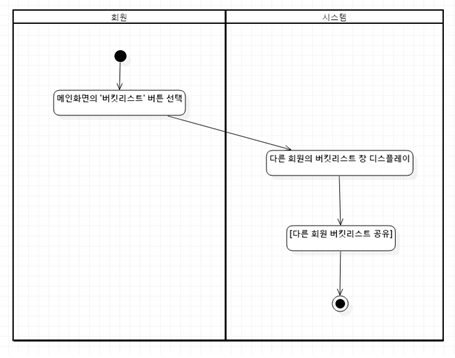 회원
시스템
메인화면의 '버킷리스트' 버튼 선택
다른 회원의 버킷리스트 창 디스플레이
[다른 회원 버킷리스트 공유]